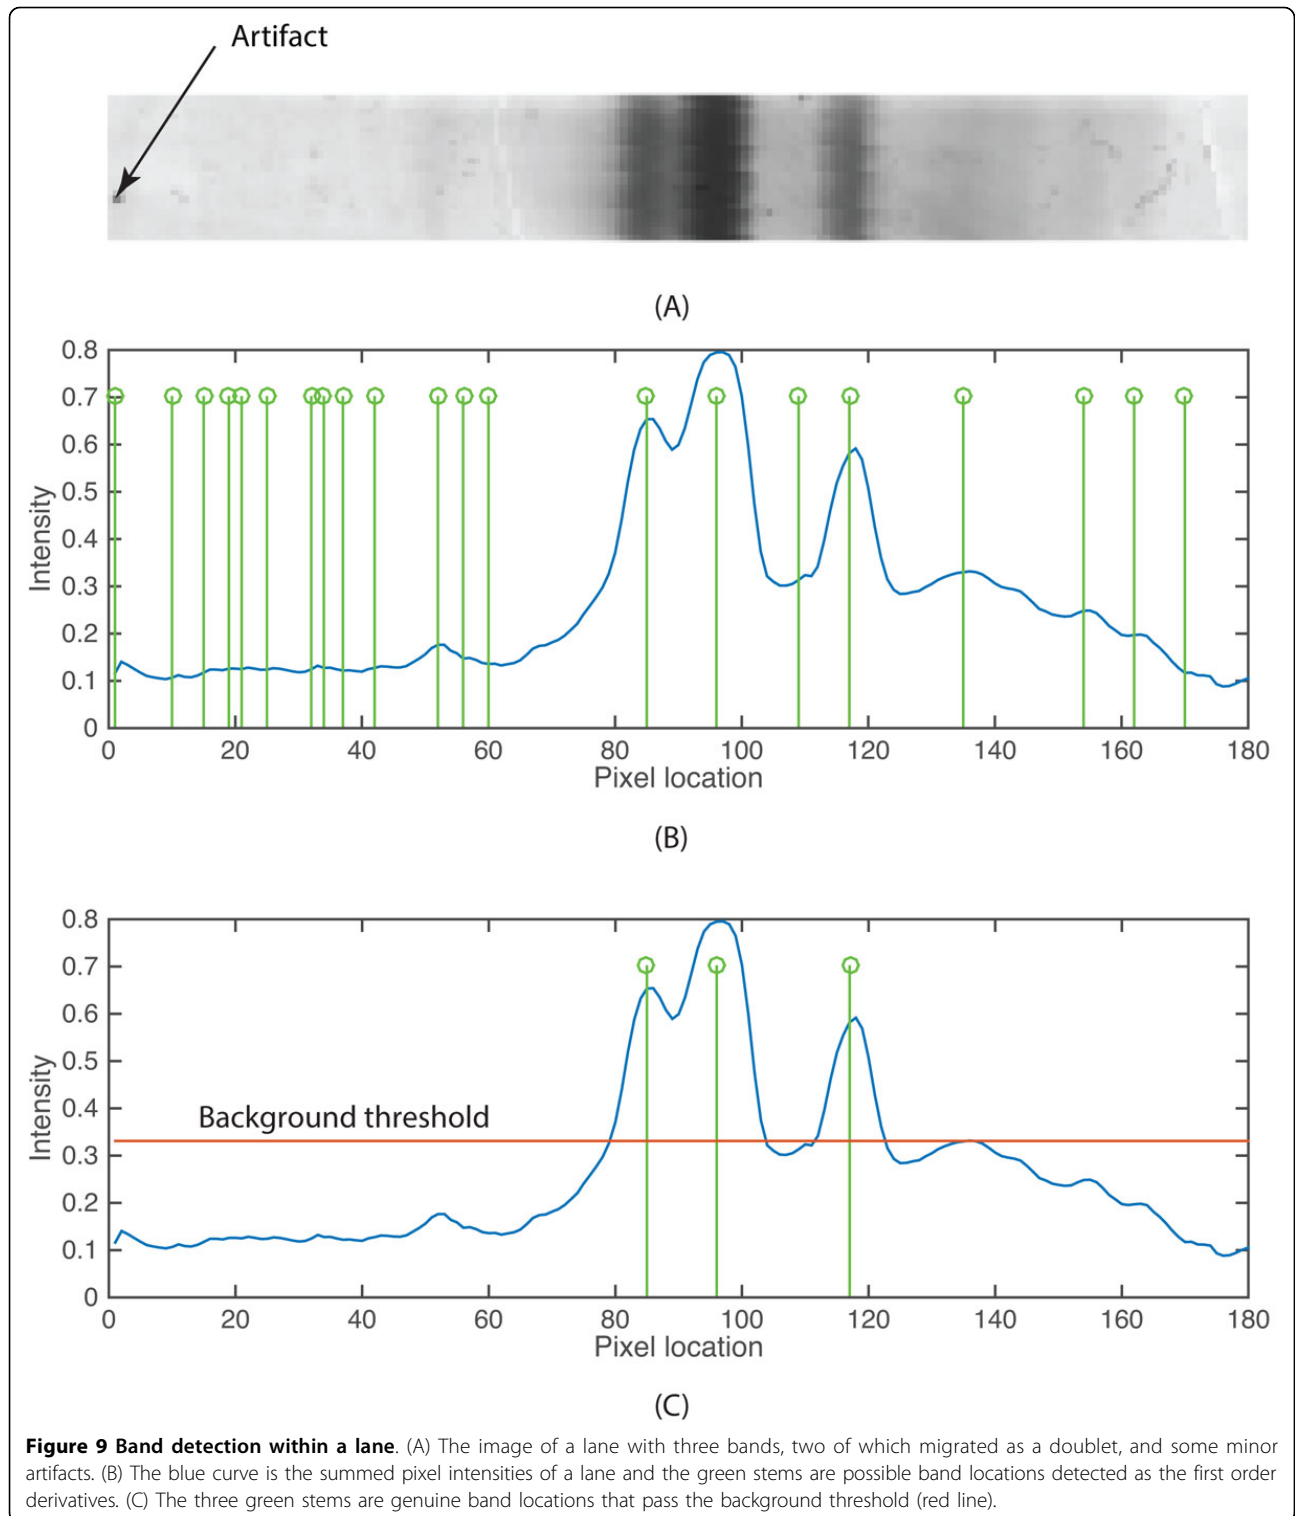 Artifact
(A)
0.8
0.7
0.6
0.5
0.4
0.3
0.2
0.1
0
Intensity
0 20 40 60 80 100 120 140 160 180
Pixel location
(B)
0.8
0.7
0.6
0.5
0.4
0.3
0.2
0.1
0
Intensity
Background threshold
0 20 40 60 80 100 120 140 160 180
Pixel location
(C)
Figure 9 Band detection within a lane. (A) The image of a lane with three bands, two of which migrated as a doublet, and some minor
artifacts. (B) The blue curve is the summed pixel intensities of a lane and the green stems are possible band locations detected as the first order
derivatives. (C) The three green stems are genuine band locations that pass the background threshold (red line).